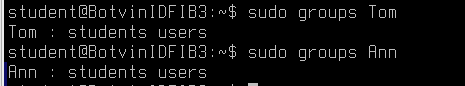 student@BotvinIDFIB3:~$ sudo groups Tom
Tom : students users
student@BotvinIDFIB3:~$ sudo groups Ann
Ann : students users